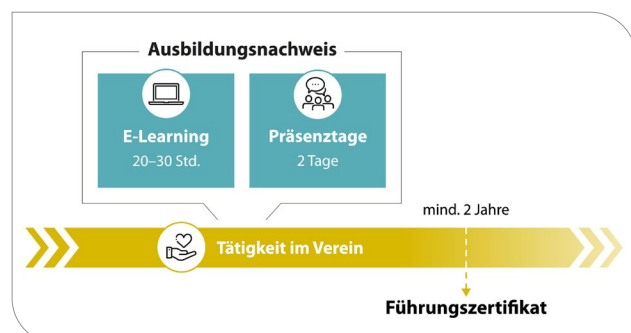 Ausbildungsnachweis
E-Learning
20–30 Std.
Präsenztage
2 Tage
mind. 2 Jahre
Tätigkeit im Verein
Führungszertifikat